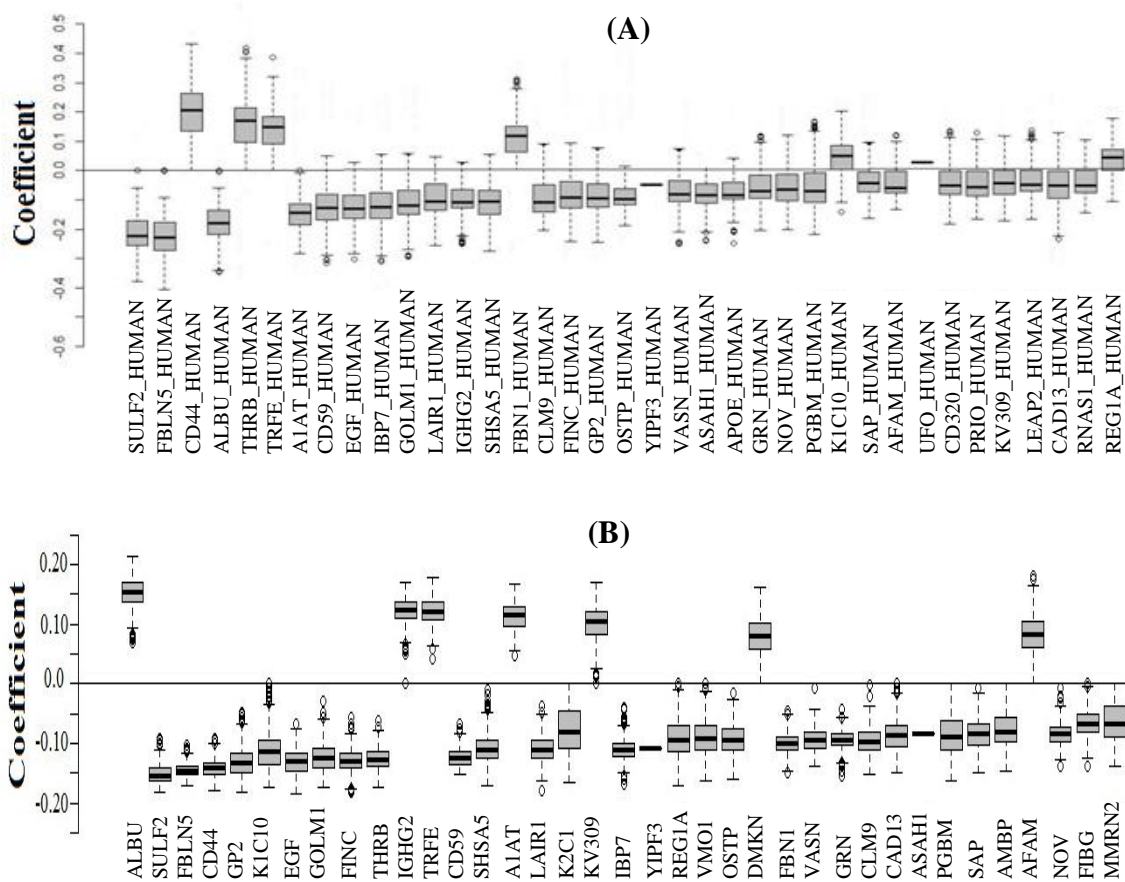 (A)
Coefficient
0.5
0.4
0.3
0.2
0.1
0.0
-0.2
-0.4
-0.6
SULF2_HUMAN
FBLN5_HUMAN
CD44_HUMAN
ALBU_HUMAN
THRB_HUMAN
TRFE_HUMAN
A1AT_HUMAN
CD59_HUMAN
EGF_HUMAN
IBP7_HUMAN
GOLM1_HUMAN
LAIR1_HUMAN
IGHG2_HUMAN
SHSA5_HUMAN
FBN1_HUMAN
CLM9_HUMAN
FINC_HUMAN
GP2_HUMAN
OSTP_HUMAN
YIPF3_HUMAN
VASN_HUMAN
ASAH1_HUMAN
APOE_HUMAN
GRN_HUMAN
NOV_HUMAN
PGBM_HUMAN
K1C10_HUMAN
SAP_HUMAN
AFAM_HUMAN
UFO_HUMAN
CD320_HUMAN
PRIO_HUMAN
KV309_HUMAN
LEAP2_HUMAN
CAD13_HUMAN
RNAS1_HUMAN
REG1A_HUMAN
(B)
Coefficient
0.20
0.10
0.0
-0.10
-0.20
ALBU
SULF2
FBLN5
CD44
GP2
K1C10
EGF
GOLM1
FINC
THRB
IGHG2
TRFE
CD59
SHSA5
A1AT
LAIR1
K2C1
KV309
IBP7
YIPF3
REG1A
VMO1
OSTP
DMKN
FBN1
VASN
GRN
CLM9
CAD13
ASAH1
PGBM
SAP
AMBP
AFAM
NOV
FIBG
MMRN2